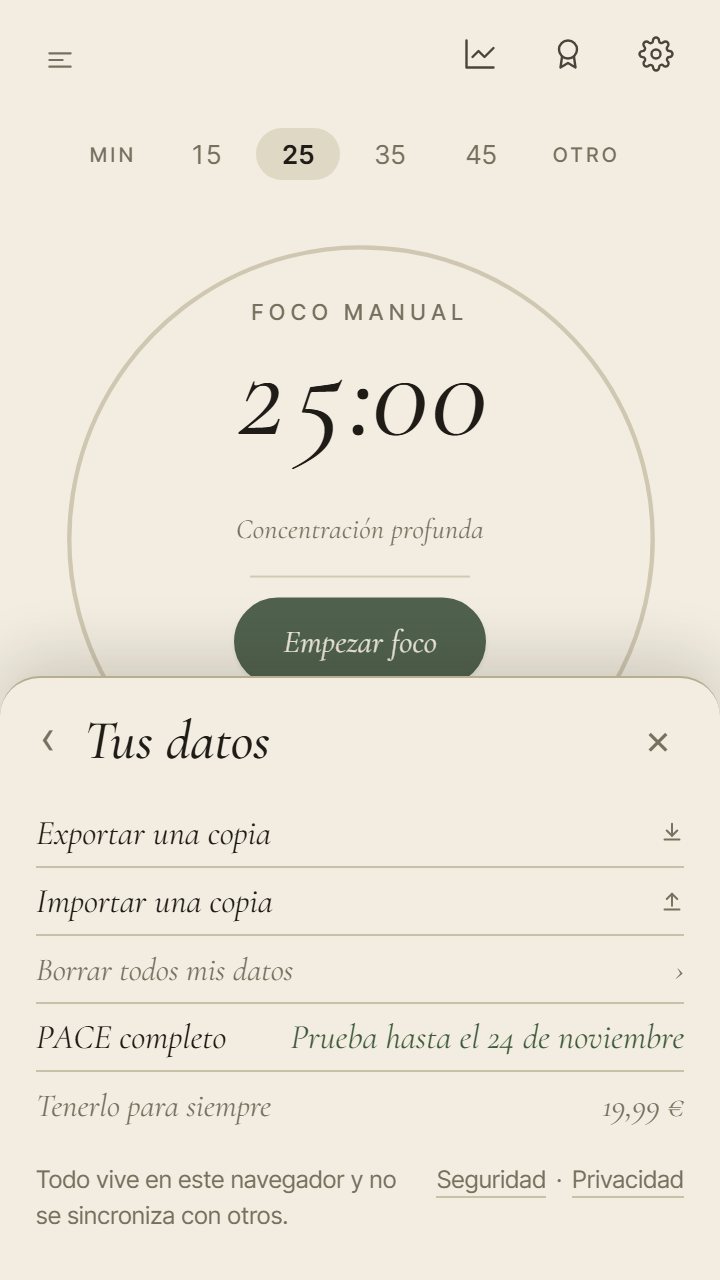 MIN 15 25 35 45 OTRO
FOCO MANUAL
25:00
Concentración profunda
Empezar foco
Tus datos
Exportar una copia
Importar una copia
Borrar todos mis datos
PACE completo Prueba hasta el 24 de noviembre
Tenerlo para siempre 19,99 €
Todo vive en este navegador y no Seguridad · Privacidad
se sincroniza con otros.